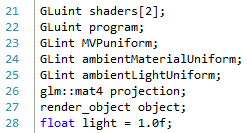 21 GLuint shaders[2];
22 GLuint program;
23 GLint MVPuniform;
24 GLint ambientMaterialUniform;
25 GLint ambientLightUniform;
26 glm::mat4 projection;
27 render_object object;
28 float light = 1.0f;